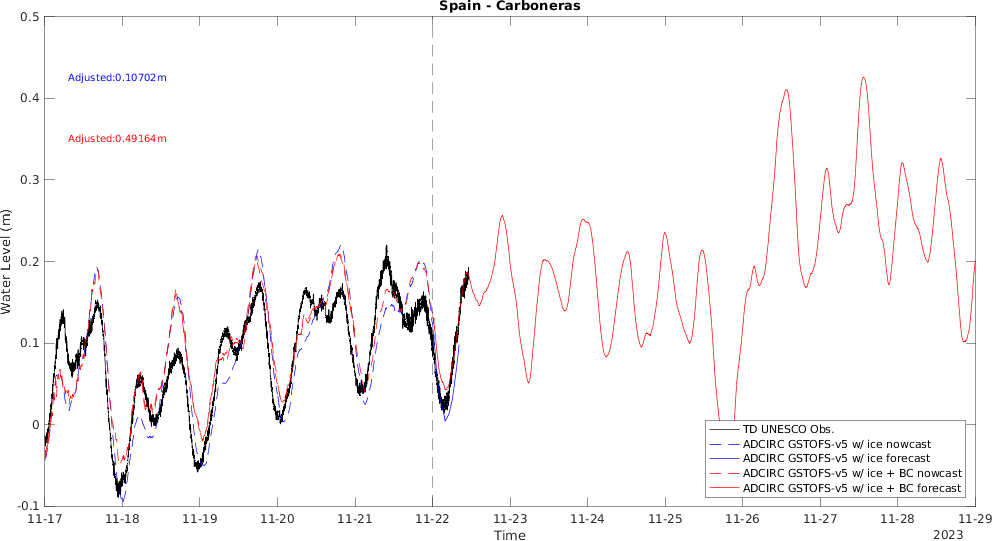 Spain - Carboneras
Adjusted:0.10702m
Adjusted:0.49164m
Water Level (m)
0.5
0.4
0.3
0.2
0.1
0
-0.1
TD UNESCO Obs.
ADCIRC GSTOFS-v5 w/ ice nowcast
ADCIRC GSTOFS-v5 w/ ice forecast
ADCIRC GSTOFS-v5 w/ ice + BC nowcast
ADCIRC GSTOFS-v5 w/ ice + BC forecast
11-17 11-18 11-19 11-20 11-21 11-22 11-23 11-24 11-25 11-26 11-27 11-28 11-29
Time
2023